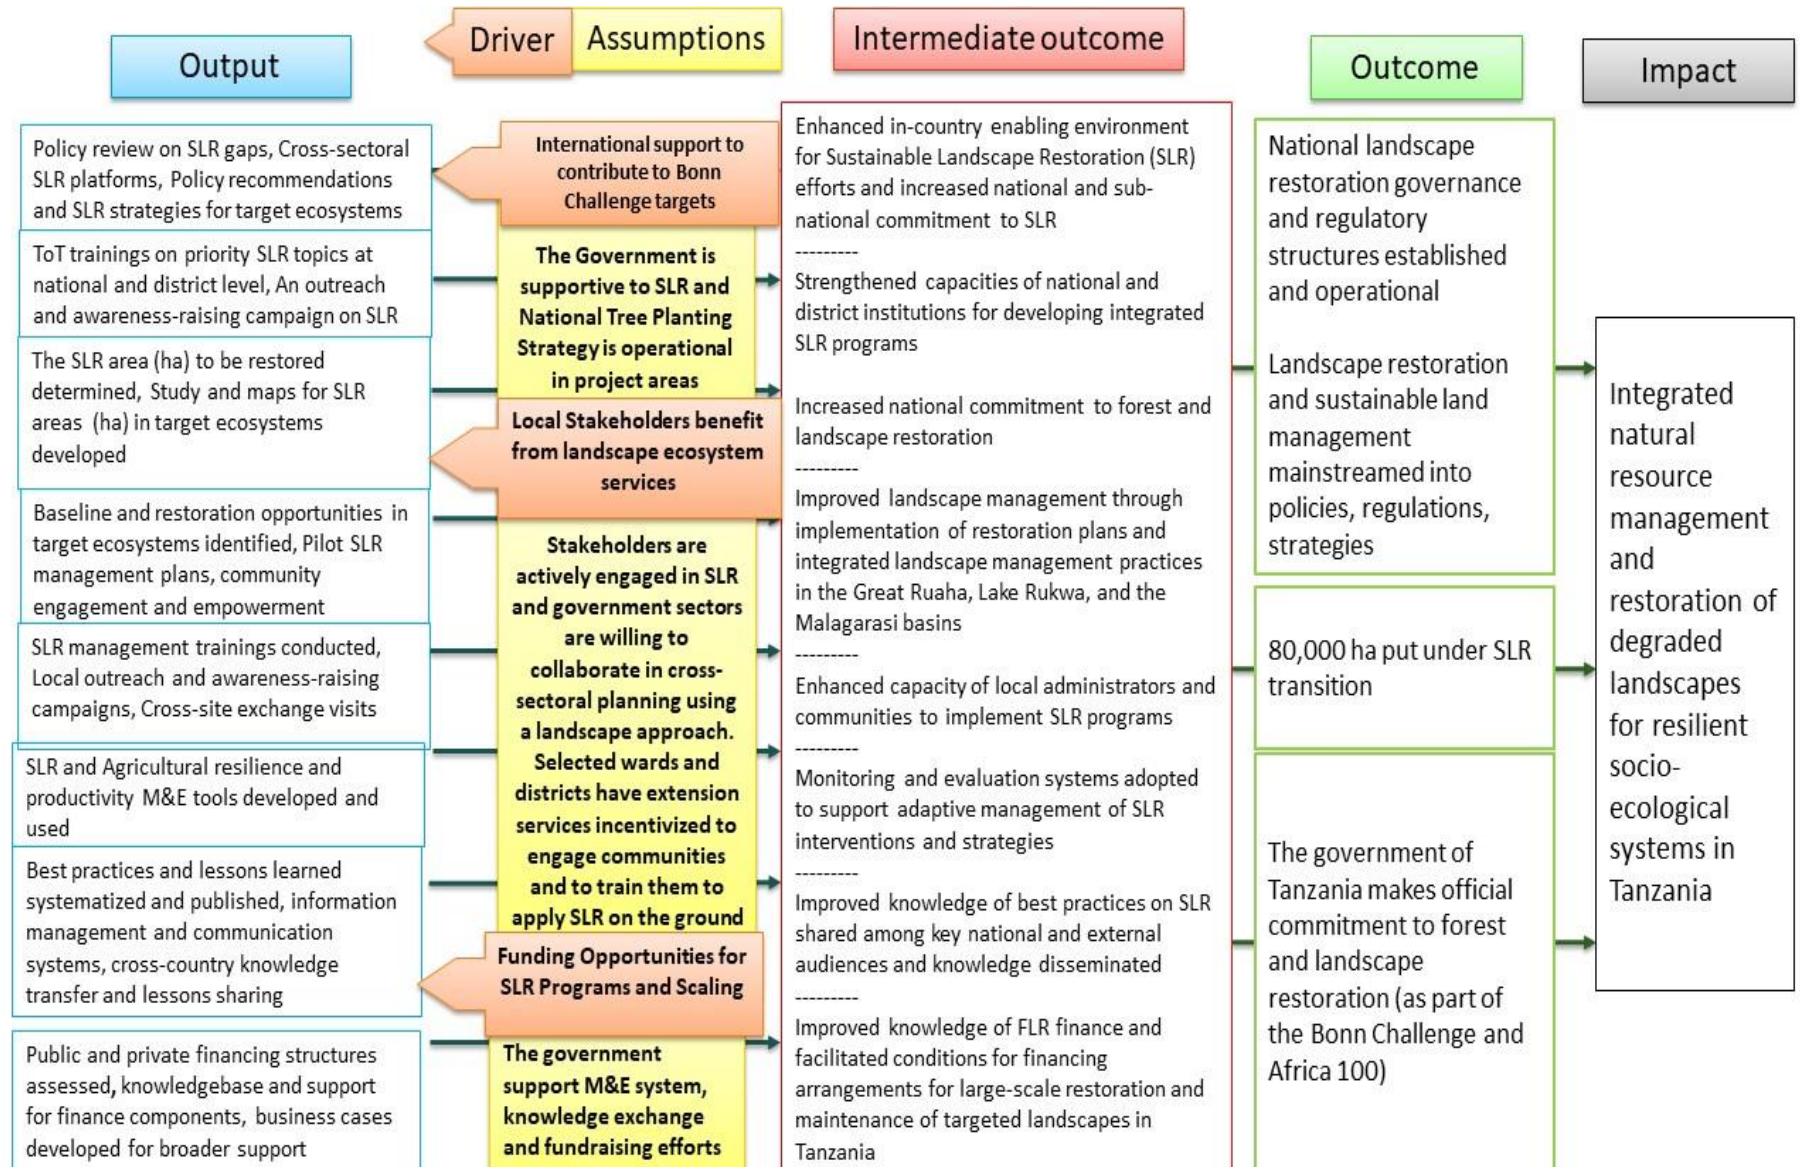 Output
Driver
Assumptions
Intermediate outcome
Outcome
Impact
Policy review on SLR gaps, Cross-sectoral
SLR platforms, Policy recommendations
and SLR strategies for target ecosystems
ToT trainings on priority SLR topics at
national and district level, An outreach
and awareness-raising campaign on SLR
The SLR area (ha) to be restored
determined, Study and maps for SLR
areas (ha) in target ecosystems
developed
Baseline and restoration opportunities in
target ecosystems identified, Pilot SLR
management plans, community
engagement and empowerment
SLR management trainings conducted,
Local outreach and awareness-raising
campaigns, Cross-site exchange visits
SLR and Agricultural resilience and
productivity M&E tools developed and
used
Best practices and lessons learned
systematized and published, information
management and communication
systems, cross-country knowledge
transfer and lessons sharing
Public and private financing structures
assessed, knowledgebase and support
for finance components, business cases
developed for broader support
International support to
contribute to Bonn
Challenge targets
The Government is
supportive to SLR and
National Tree Planting
Strategy is operational
in project areas
Local Stakeholders benefit
from landscape ecosystem
services
Stakeholders are
actively engaged in SLR
and government sectors
are willing to
collaborate in cross-
sectoral planning using
a landscape approach.
Selected wards and
districts have extension
services incentivized to
engage communities
and to train them to
apply SLR on the ground
Funding Opportunities for
SLR Programs and Scaling
The government
support M&E system,
knowledge exchange
and fundraising efforts
Enhanced in-country enabling environment
for Sustainable Landscape Restoration (SLR)
efforts and increased national and sub-
national commitment to SLR
---------
Strengthened capacities of national and
district institutions for developing integrated
SLR programs
Increased national commitment to forest and
landscape restoration
---------
Improved landscape management through
implementation of restoration plans and
integrated landscape management practices
in the Great Ruaha, Lake Rukwa, and the
Malagarasi basins
---------
Enhanced capacity of local administrators and
communities to implement SLR programs
---------
Monitoring and evaluation systems adopted
to support adaptive management of SLR
interventions and strategies
---------
Improved knowledge of best practices on SLR
shared among key national and external
audiences and knowledge disseminated
---------
Improved knowledge of FLR finance and
facilitated conditions for financing
arrangements for large-scale restoration and
maintenance of targeted landscapes in
Tanzania
National landscape
restoration governance
and regulatory
structures established
and operational
Landscape restoration
and sustainable land
management
mainstreamed into
policies, regulations,
strategies
80,000 ha put under SLR
transition
The government of
Tanzania makes official
commitment to forest
and landscape
restoration (as part of
the Bonn Challenge and
Africa 100)
Integrated
natural
resource
management
and
restoration of
degraded
landscapes
for resilient
socio-
ecological
systems in
Tanzania